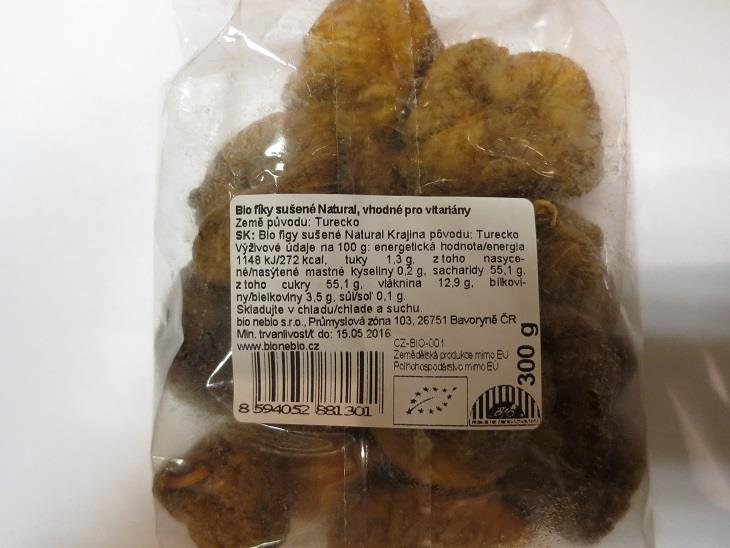 Bio fíky sušené Natural, vhodné pro vitariány
Země původu: Turecko
SK: Bio figy sušené Natural Krajina pôvodu: Turecko
Výživové údaje na 100 g: energetická hodnota/energia
1148 kJ/272 kcal, tuky 1,3 g, z toho nasyce-
né/nasýtené mastné kyseliny 0,2 g, sacharidy 55,1 g,
z toho cukry 55,1 g, vláknina 12,9 g, bílkovi-
ny/bielkoviny 3,5 g, sůl/soľ 0,1 g.
Skladujte v chladu/chlade a suchu.
bio nebio s.r.o., Průmyslová zóna 103, 26751 Bavoryně ČR
Min. trvanlivost/ť do: 15.05.2016
www.bionebio.cz
CZ-BIO-001
Zemědělská produkce mimo EU
Poľnohospodárstvo mimo EU
300 g
8 594052 881301
BIO